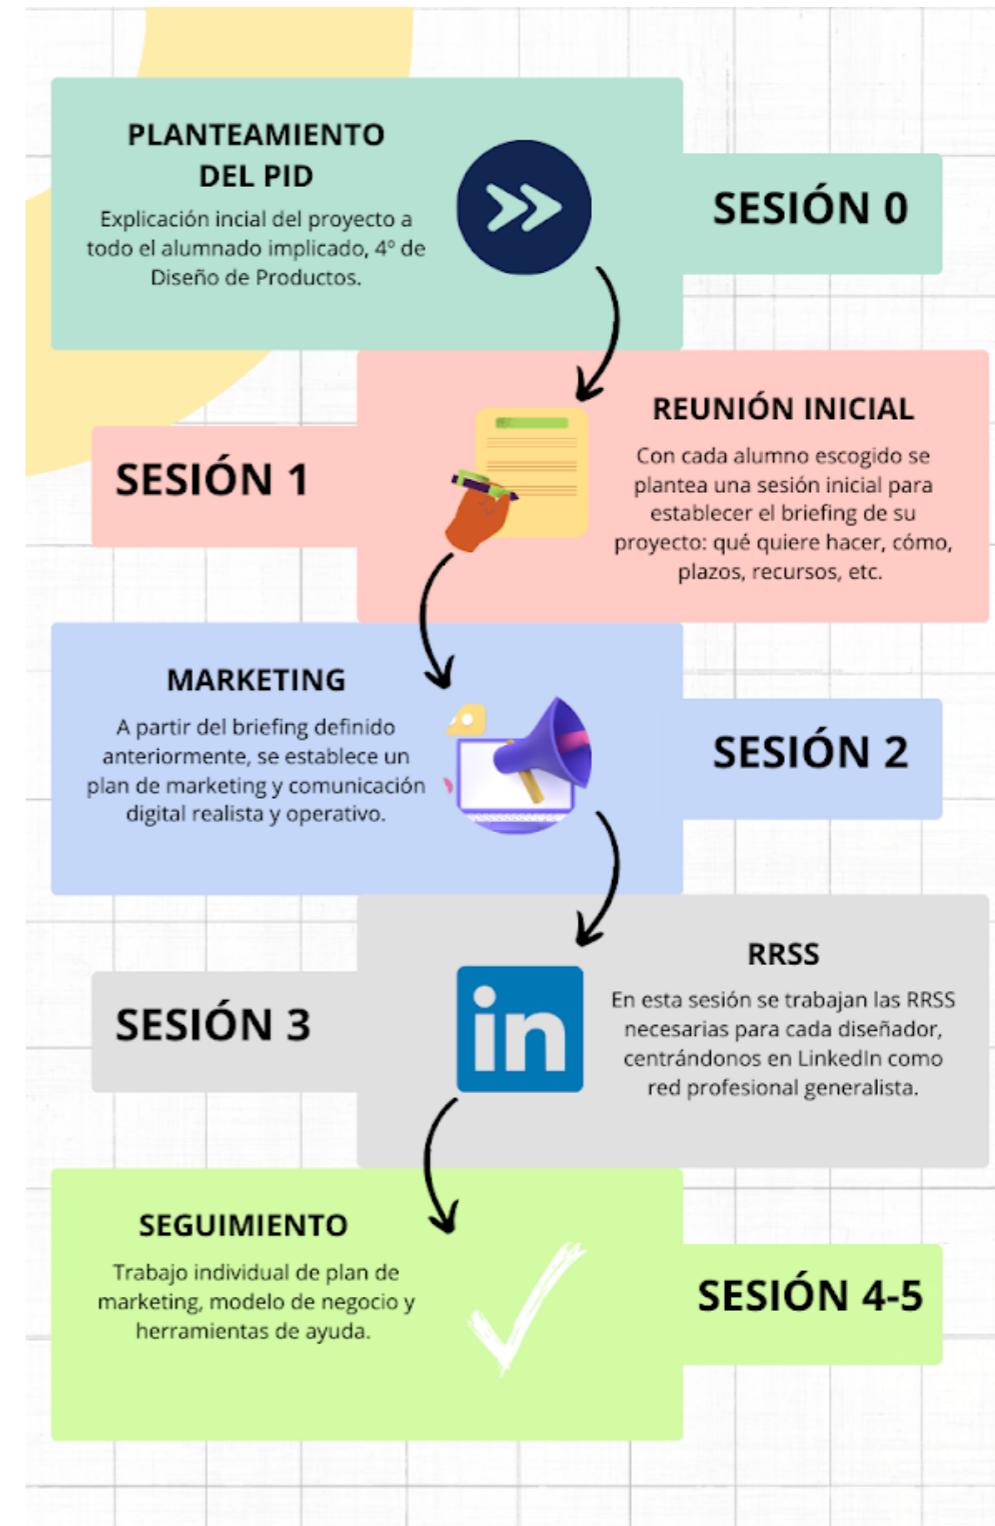 PLANTEAMIENTO
DEL PID
Explicación incial del proyecto a
todo el alumnado implicado, 4º de
Diseño de Productos.
SESIÓN 0
REUNIÓN INICIAL
Con cada alumno escogido se
plantea una sesión inicial para
establecer el briefing de su
proyecto: qué quiere hacer, cómo,
plazos, recursos, etc.
SESIÓN 1
MARKETING
A partir del briefing definido
anteriormente, se establece un
plan de marketing y comunicación
digital realista y operativo.
SESIÓN 2
RRSS
En esta sesión se trabajan las RRSS
necesarias para cada diseñador,
centrándonos en LinkedIn como
red profesional generalista.
SESIÓN 3
in
SEGUIMIENTO
Trabajo individual de plan de
marketing, modelo de negocio y
herramientas de ayuda.
SESIÓN 4-5